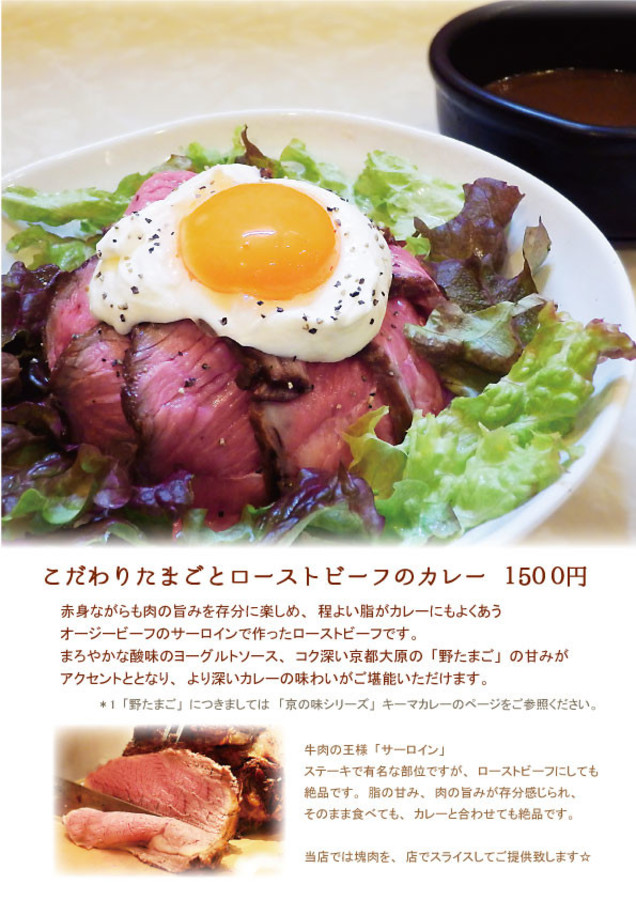 こだわりたまごとローストビーフのカレー 1500円
赤身ながらも肉の旨みを存分に楽しめ、程よい脂がカレーにもよくあう
オージービーフのサーロインで作ったローストビーフです。
まろやかな酸味のヨーグルトソース、コク深い京都大原の「野たまご」の甘みが
アクセントととなり、より深いカレーの味わいがご堪能いただけます。
＊1「野たまご」につきましては「京の味シリーズ」キーマカレーのページをご参照ください。
牛肉の王様「サーロイン」
ステーキで有名な部位ですが、ローストビーフにしても
絶品です。脂の甘み、肉の旨みが存分感じられ、
そのまま食べても、カレーと合わせても絶品です。
当店では塊肉を、店でスライスしてご提供致します☆